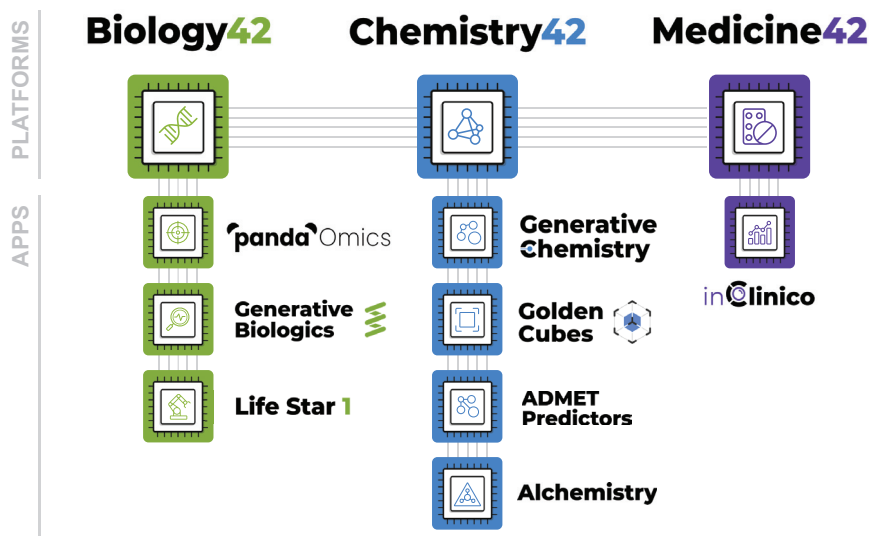 PLATFORMS
Biology42
Chemistry42
Medicine42
APPS
pandaOmics
Generative
Biologics
Life Star 1
Generative
Chemistry
Golden
Cubes
ADMET
Predictors
Alchemistry
inClinico